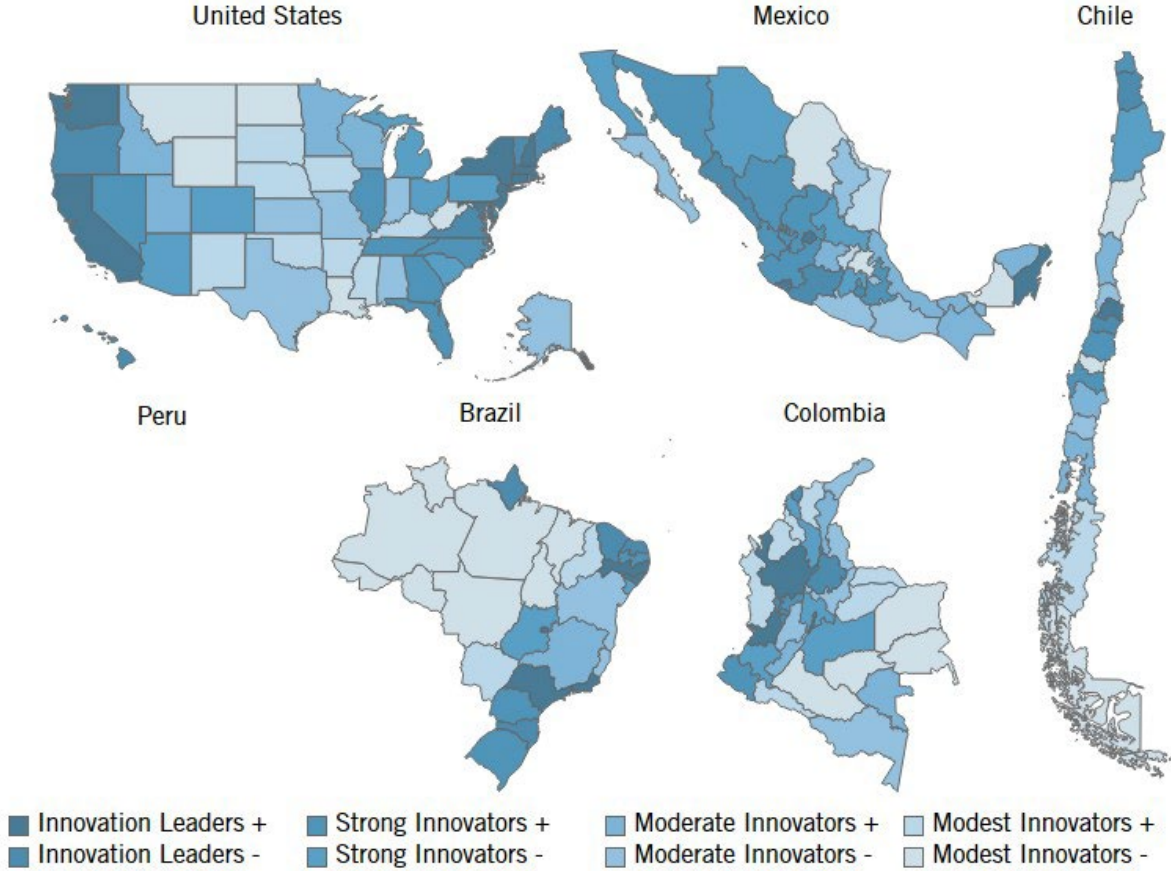 United States
Mexico
Chile
Peru
Brazil
Colombia
Innovation Leaders +
Strong Innovators +
Moderate Innovators +
Modest Innovators +
Innovation Leaders -
Strong Innovators -
Moderate Innovators -
Modest Innovators -